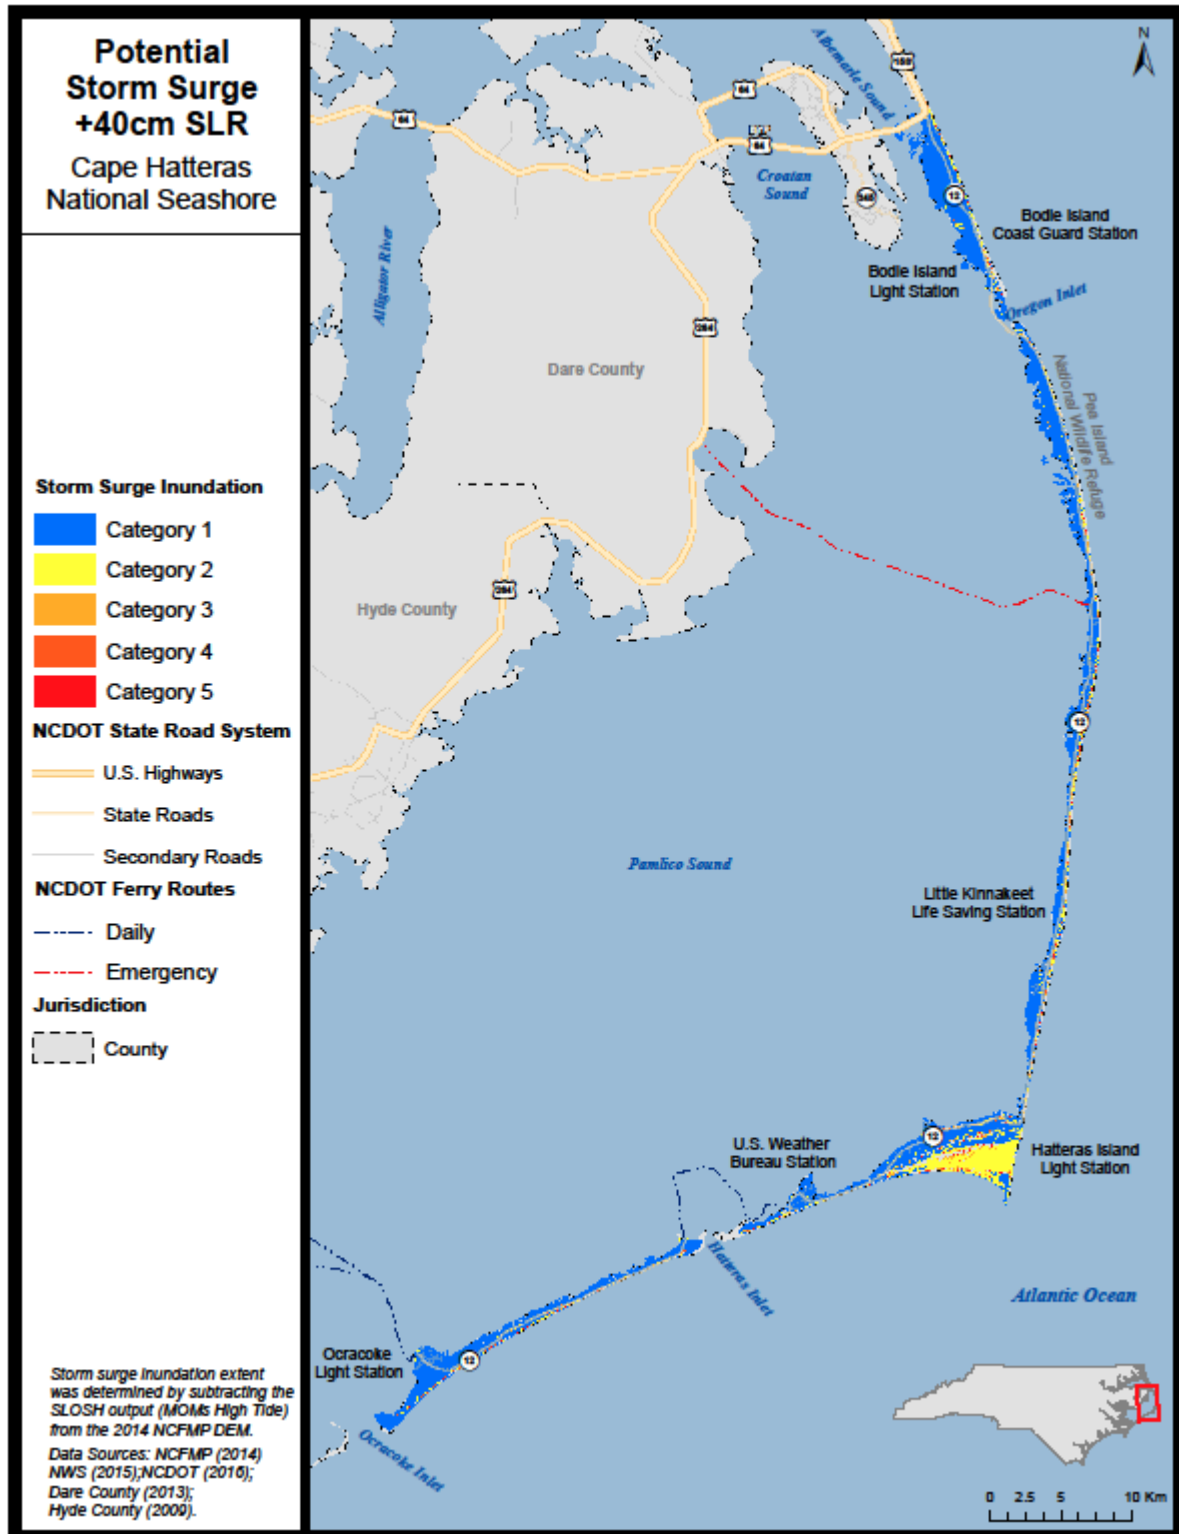 Potential
Storm Surge
+40cm SLR
Cape Hatteras
National Seashore
Storm Surge Inundation
Category 1
Category 2
Category 3
Category 4
Category 5
NCDOT State Road System
U.S. Highways
State Roads
Secondary Roads
NCDOT Ferry Routes
Daily
Emergency
Jurisdiction
County
Storm surge inundation extent
was determined by subtracting the
SLOSH output (MOMs High Tide)
from the 2014 NCFMP DEM.
Data Sources: NCFMP (2014)
NWS (2015);NCDOT (2016);
Dare County (2013);
Hyde County (2009).
N
Albemarle Sound
158
64
64
64
Croatan
Sound
345
12
Bodie Island
Coast Guard Station
Bodie Island
Light Station
Oregon Inlet
Alligator River
264
Dare County
Pea Island
National Wildlife Refuge
264
Hyde County
12
Pamlico Sound
Little Kinnakeet
Life Saving Station
12
U.S. Weather
Bureau Station
Hatteras Island
Light Station
Hatteras Inlet
Atlantic Ocean
Ocracoke
Light Station
12
Ocracoke Inlet
0 2.5 5 10 Km